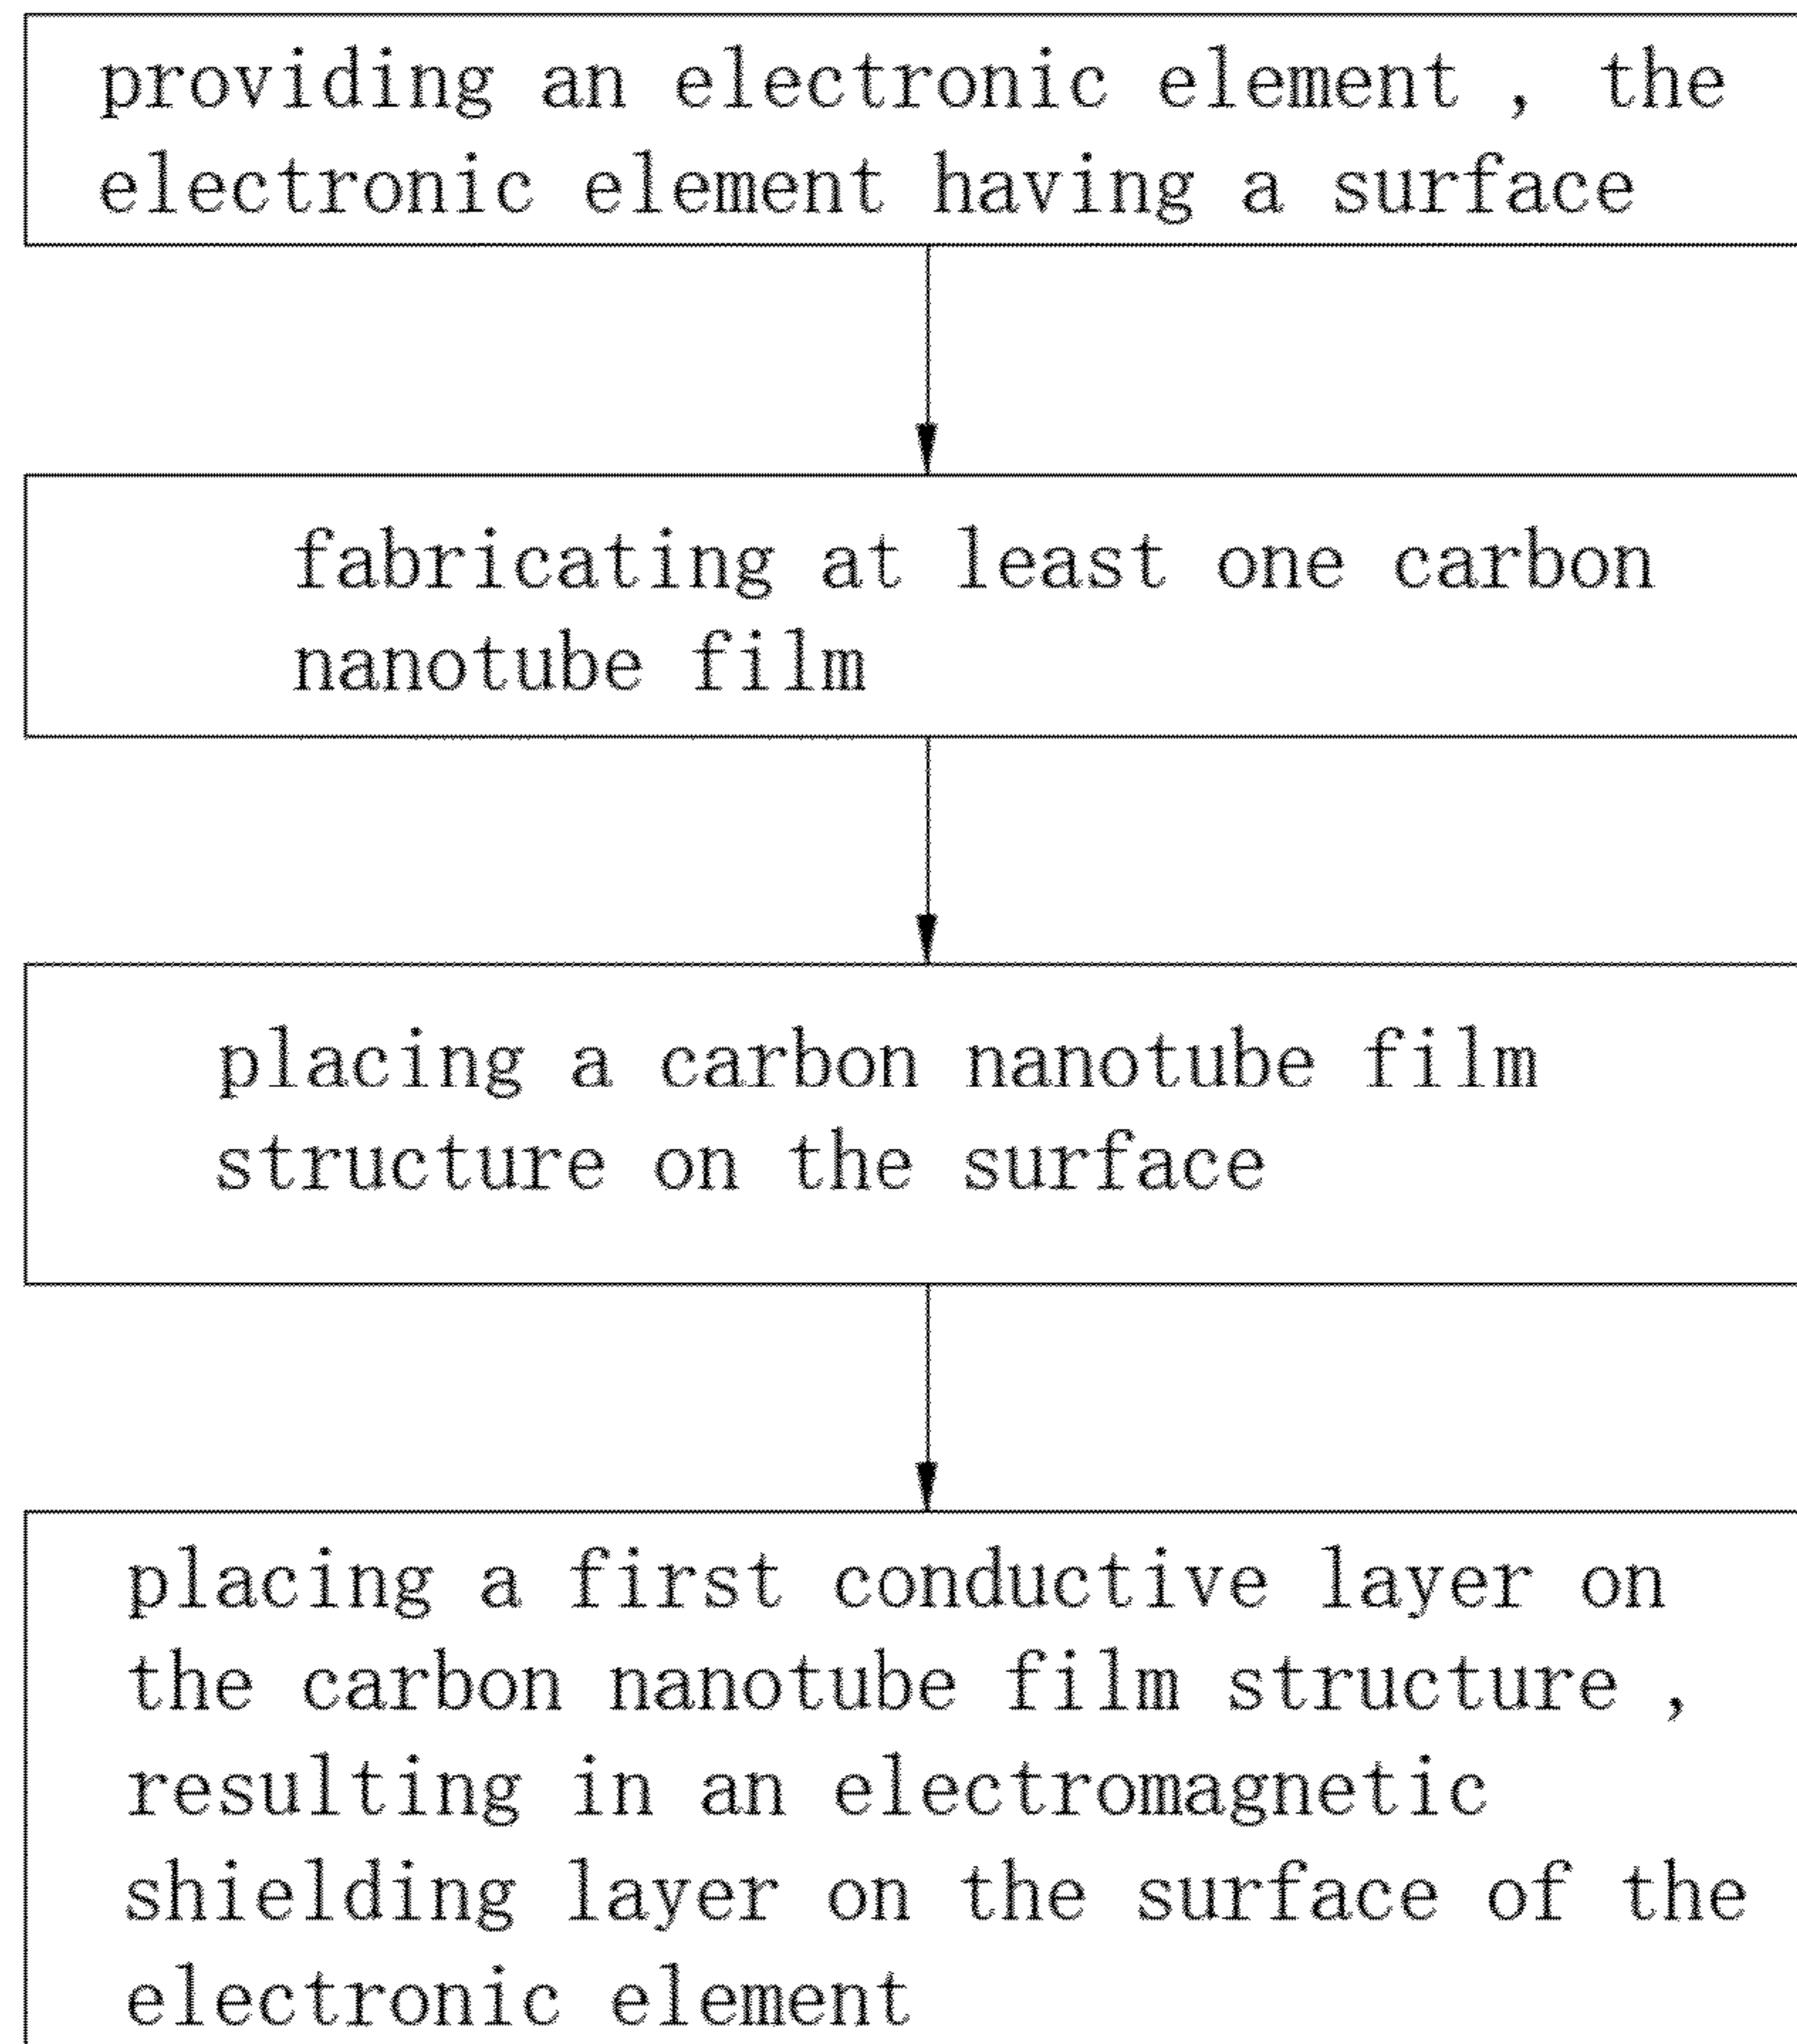 providing an electronic element , the
electronic element having a surface
fabricating at least one carbon
nanotube film
placing a carbon nanotube film
structure on the surface
placing a first conductive layer on
the carbon nanotube film structure ,
resulting in an electromagnetic
shielding layer on the surface of the
electronic element